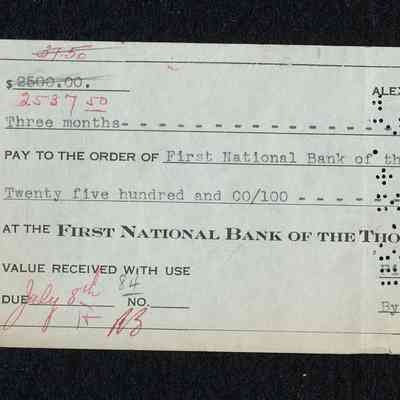 37.50
$2500.00.
2537 50
ALEX
Three months- - - - - - - - - - - - - - -
PAY TO THE ORDER OF First National Bank of th
Twenty five hundred and CO/100 - - - - - -
AT THE FIRST NATIONAL BANK OF THE THO
VALUE RECEIVED WITH USE
DUE July 8th NO. 84
By